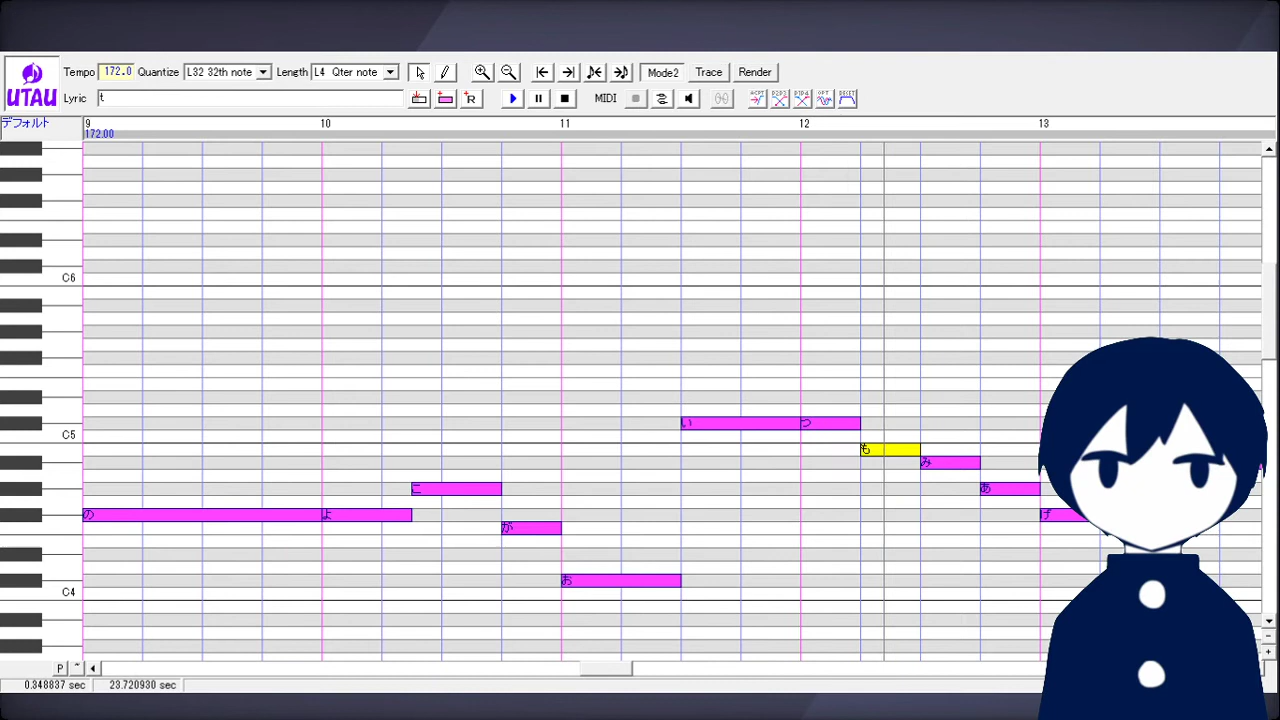 UTAU
Tempo 172.0 Quantize L32 32th note Length L4 Qter note Mode2 Trace Render
Lyric t +R MIDI RESET
デフォルト 9 10 11 12 13
172.00
C6
C5
い つ
も
み
こ あ
の よ げ
が
お
C4
P ~
0.348837 sec 23.720930 sec